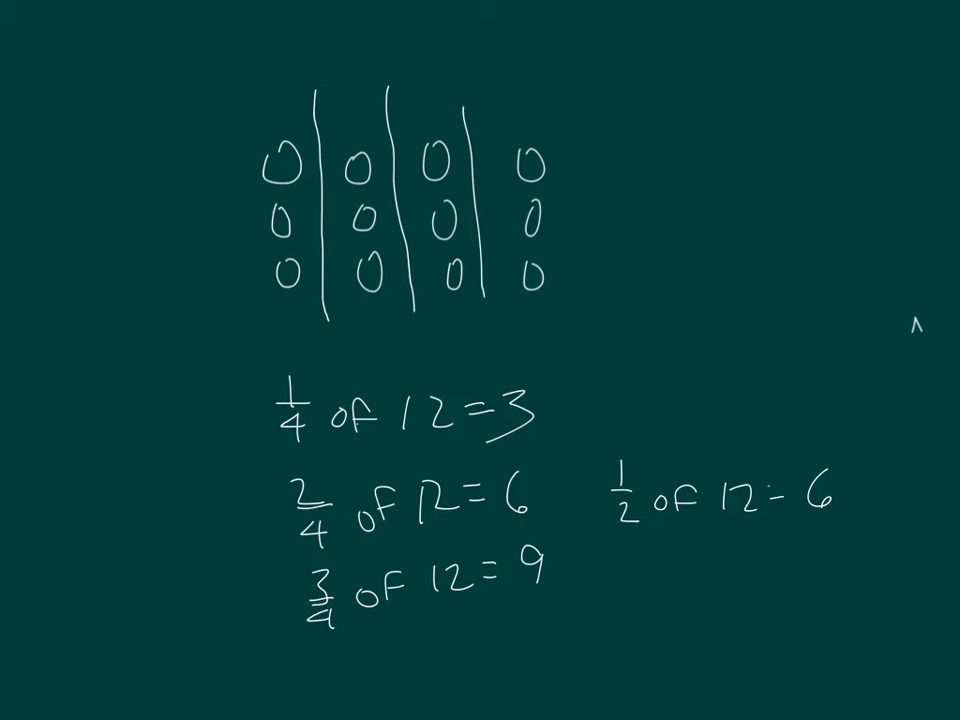 1/4 of 12 = 3
2/4 of 12 = 6 1/2 of 12 = 6
3/4 of 12 = 9